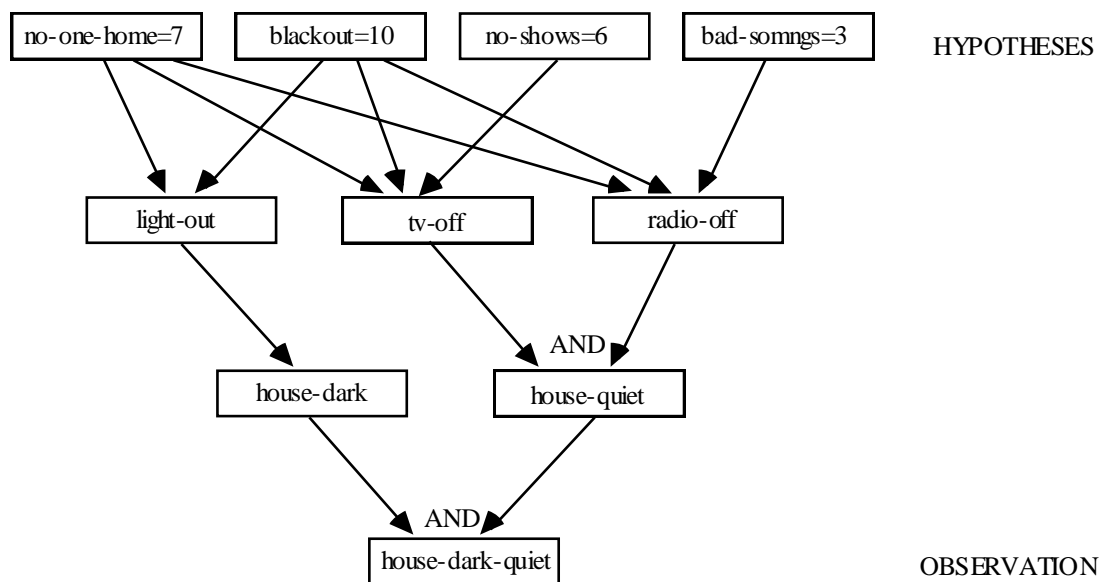 no-one-home=7 blackout=10 no-shows=6 bad-somngs=3 HYPOTHESES
light-out tv-off radio-off
AND
house-dark house-quiet
AND
house-dark-quiet OBSERVATION